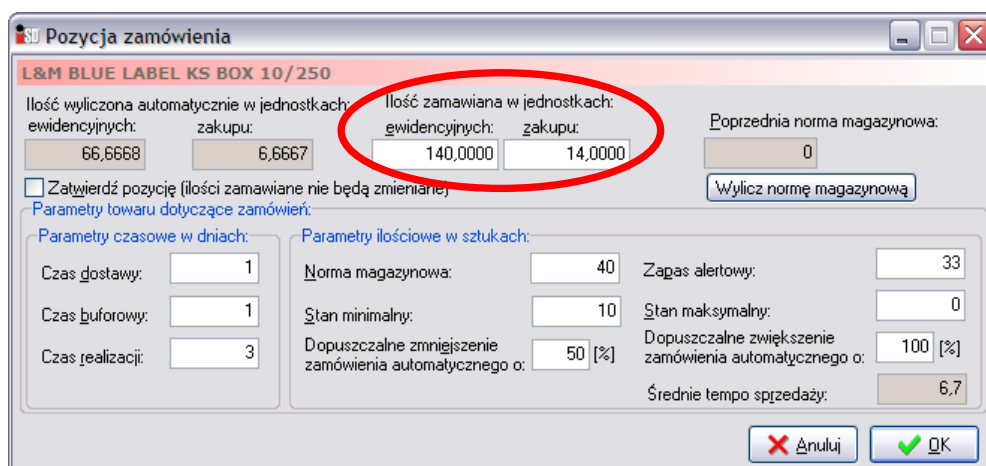 iSO Pozycja zamówienia
L&M BLUE LABEL KS BOX 10/250
Ilość wyliczona automatycznie w jednostkach:
ewidencyjnych: zakupu:
66,6668 6,6667
Ilość zamawiana w jednostkach:
ewidencyjnych: zakupu:
140,0000 14,0000
Poprzednia norma magazynowa:
0
Zatwierdź pozycję (ilości zamawiane nie będą zmieniane)
Wylicz normę magazynową
Parametry towaru dotyczące zamówień:
Parametry czasowe w dniach:
Czas dostawy: 1
Czas buforowy: 1
Czas realizacji: 3
Parametry ilościowe w sztukach:
Norma magazynowa: 40
Stan minimalny: 10
Dopuszczalne zmniejszenie
zamówienia automatycznego o: 50 [%]
Zapas alertowy: 33
Stan maksymalny: 0
Dopuszczalne zwiększenie
zamówienia automatycznego o: 100 [%]
Średnie tempo sprzedaży: 6,7
Anuluj OK